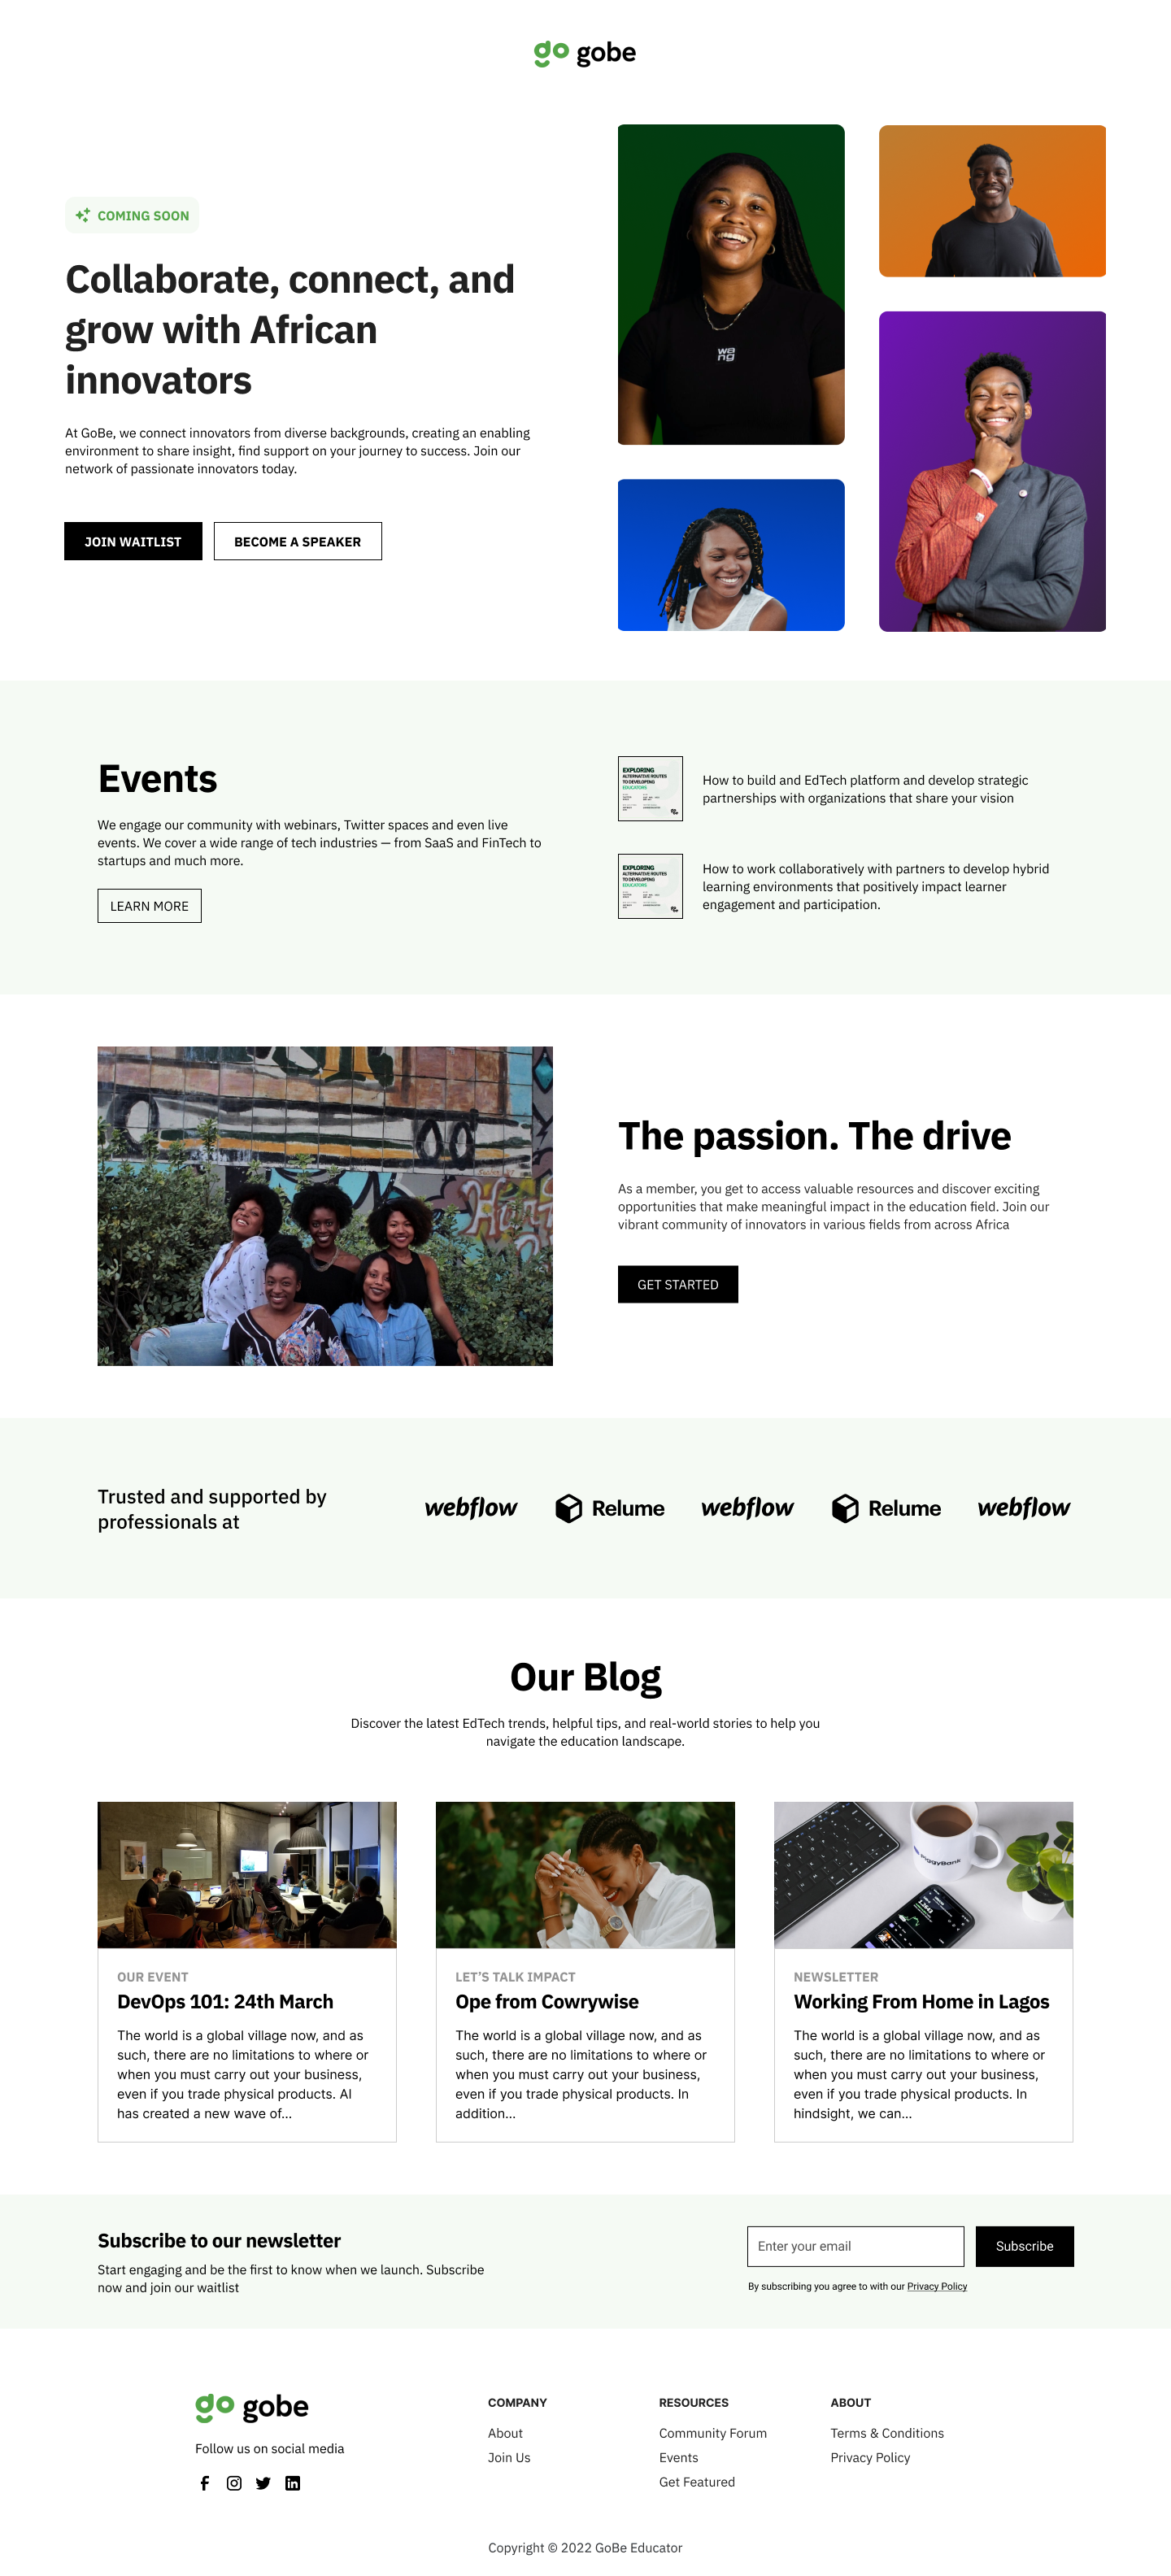 go gobe
COMING SOON
Collaborate, connect, and
grow with African
innovators
At GoBe, we connect innovators from diverse backgrounds, creating an enabling
environment to share insight, find support on your journey to success. Join our
network of passionate innovators today.
JOIN WAITLIST
BECOME A SPEAKER
wa
ng
Events
We engage our community with webinars, Twitter spaces and even live
events. We cover a wide range of tech industries — from SaaS and FinTech to
startups and much more.
LEARN MORE
EXPLORING
ALTERNATIVE ROUTES
TO DEVELOPING
EDUCATORS
How to build and EdTech platform and develop strategic
partnerships with organizations that share your vision
EXPLORING
ALTERNATIVE ROUTES
TO DEVELOPING
EDUCATORS
How to work collaboratively with partners to develop hybrid
learning environments that positively impact learner
engagement and participation.
The passion. The drive
As a member, you get to access valuable resources and discover exciting
opportunities that make meaningful impact in the education field. Join our
vibrant community of innovators in various fields from across Africa
GET STARTED
Trusted and supported by
professionals at
webflow
Relume
webflow
Relume
webflow
Our Blog
Discover the latest EdTech trends, helpful tips, and real-world stories to help you
navigate the education landscape.
OUR EVENT
DevOps 101: 24th March
The world is a global village now, and as
such, there are no limitations to where or
when you must carry out your business,
even if you trade physical products. AI
has created a new wave of...
LET'S TALK IMPACT
Ope from Cowrywise
The world is a global village now, and as
such, there are no limitations to where or
when you must carry out your business,
even if you trade physical products. In
addition...
PiggyBank
NEWSLETTER
Working From Home in Lagos
The world is a global village now, and as
such, there are no limitations to where or
when you must carry out your business,
even if you trade physical products. In
hindsight, we can...
Subscribe to our newsletter
Start engaging and be the first to know when we launch. Subscribe
now and join our waitlist
Enter your email
Subscribe
By subscribing you agree to with our Privacy Policy
go gobe
Follow us on social media
COMPANY
About
Join Us
RESOURCES
Community Forum
Events
Get Featured
ABOUT
Terms & Conditions
Privacy Policy
Copyright © 2022 GoBe Educator